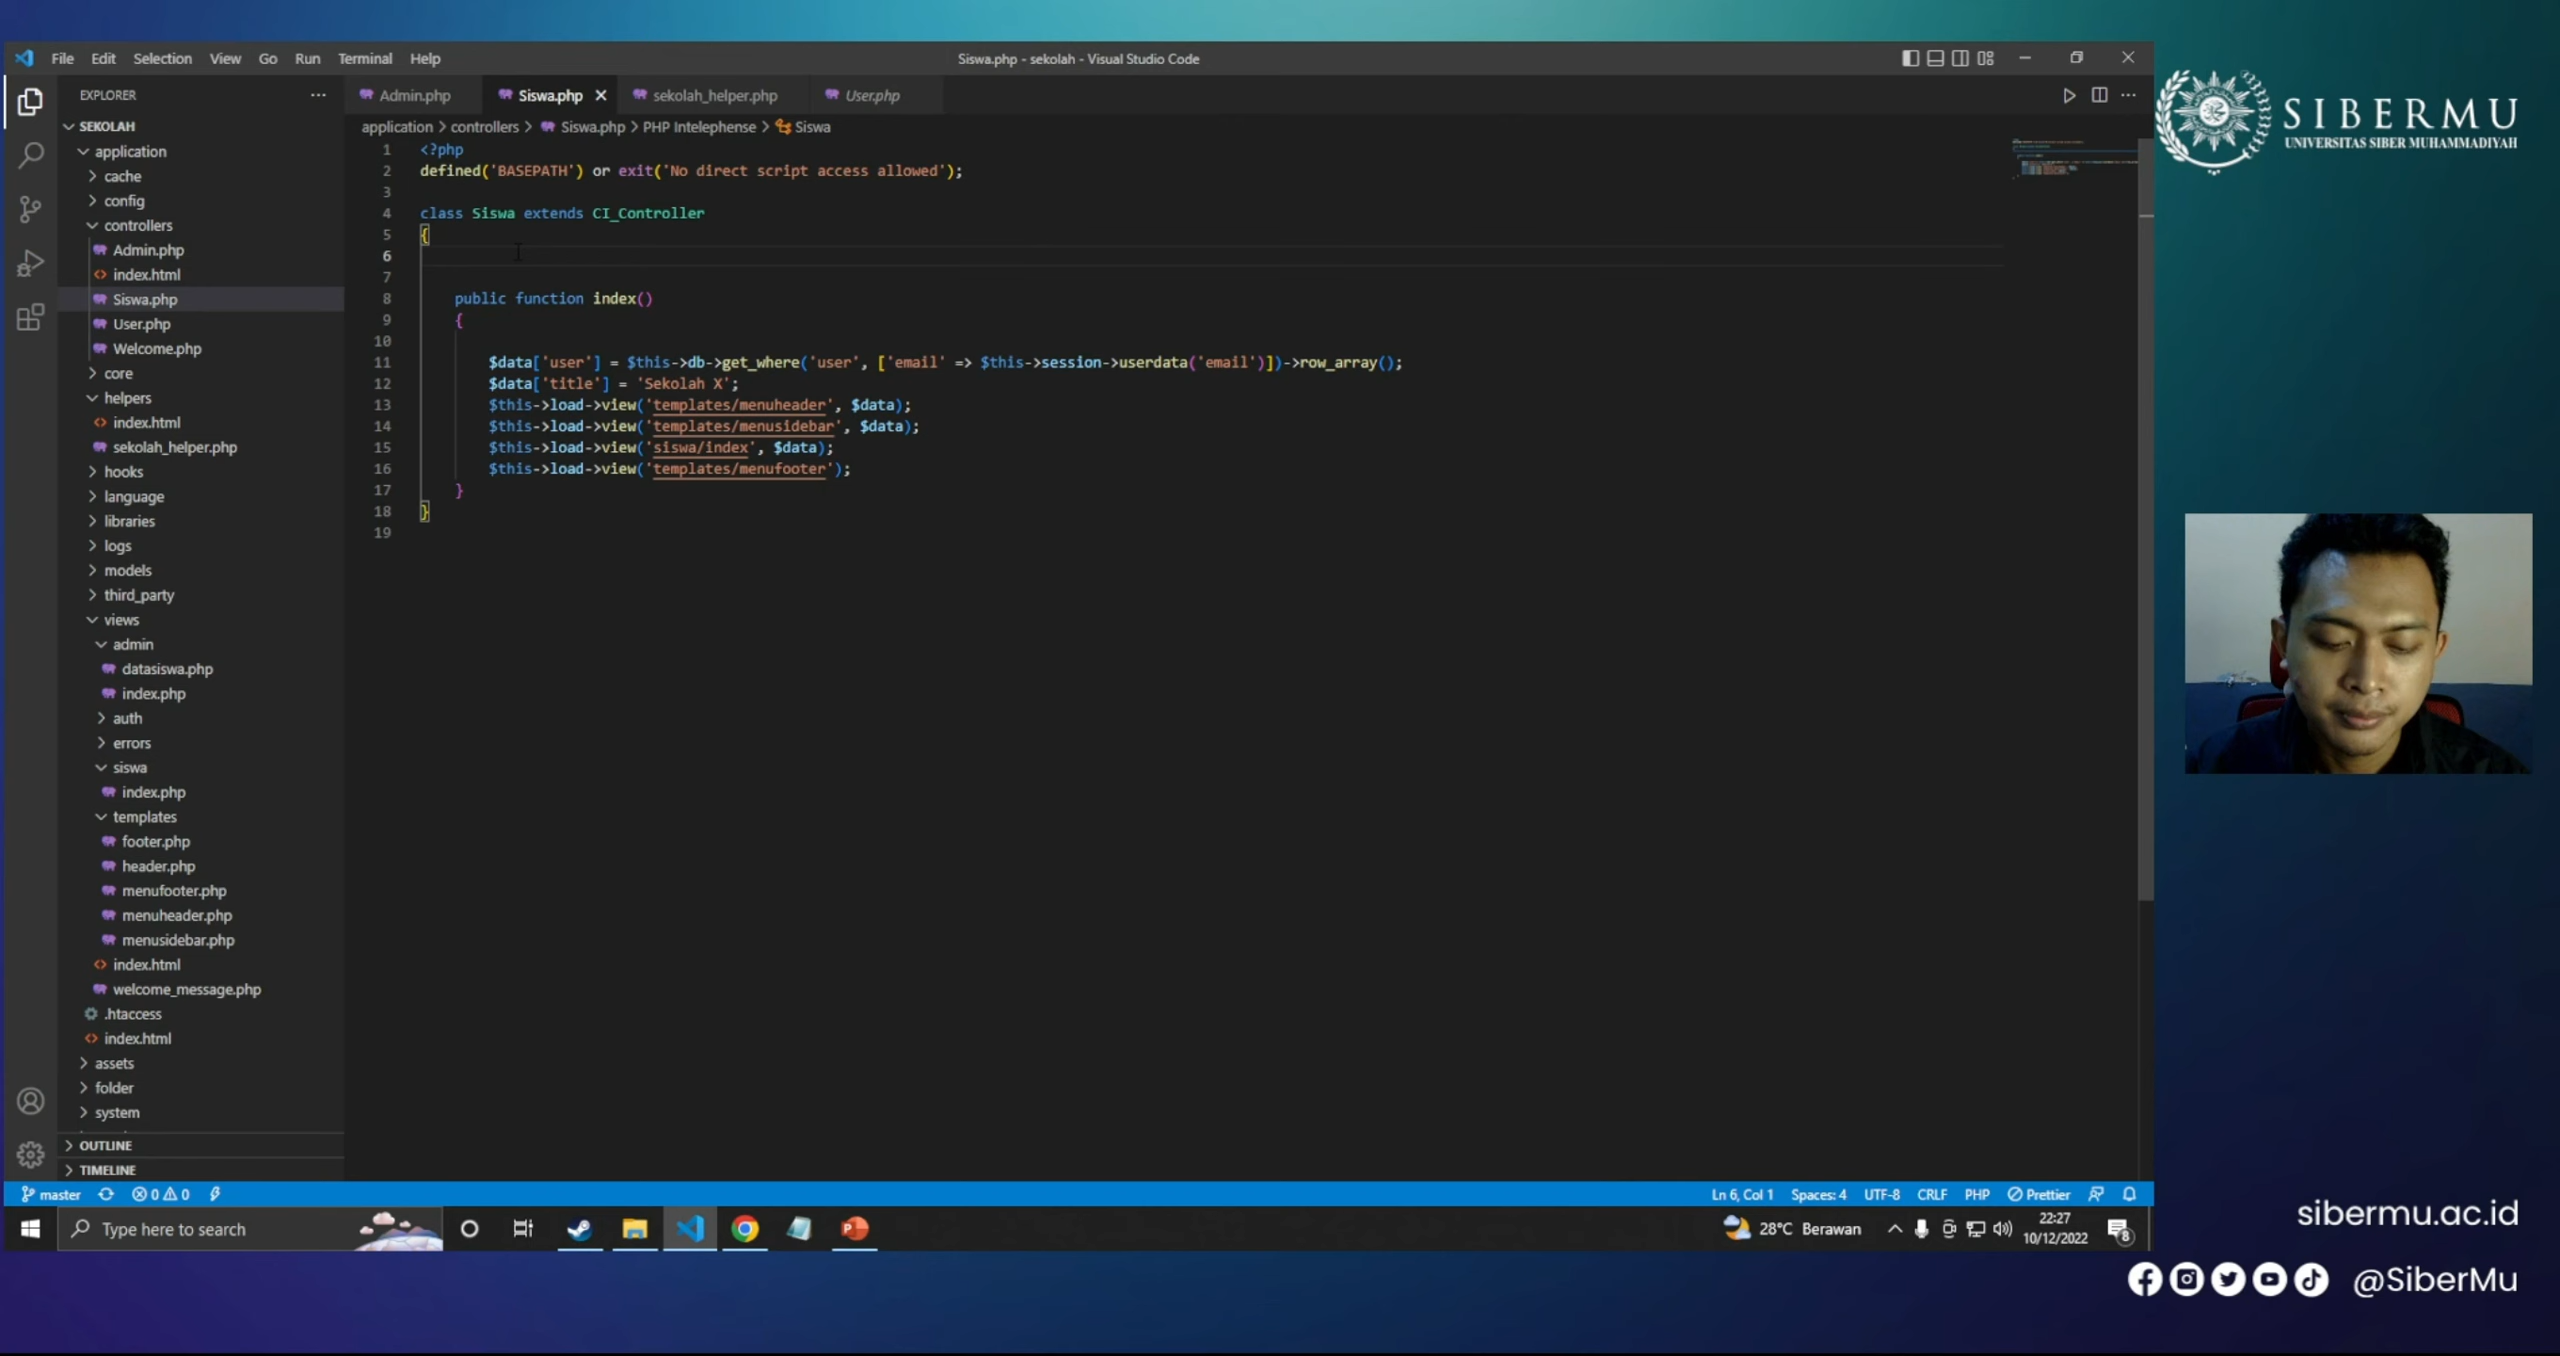 File Edit Selection View Go Run Terminal Help
Siswa.php - sekolah - Visual Studio Code
EXPLORER
Admin.php
Siswa.php
sekolah_helper.php
User.php
application > controllers > Siswa.php > PHP Intelephense > Siswa
SEKOLAH
application
cache
config
controllers
Admin.php
index.html
Siswa.php
User.php
Welcome.php
core
helpers
index.html
sekolah_helper.php
hooks
language
libraries
logs
models
third_party
views
admin
datasiswa.php
index.php
auth
errors
siswa
index.php
templates
footer.php
header.php
menufooter.php
menuheader.php
menusidebar.php
index.html
welcome_message.php
.htaccess
index.html
assets
folder
system
OUTLINE
TIMELINE
1 <?php
2 defined('BASEPATH') or exit('No direct script access allowed');
3
4 class Siswa extends CI_Controller
5 {
6
7
8 public function index()
9 {
10
11 $data['user'] = $this->db->get_where('user', ['email' => $this->session->userdata('email')])->row_array();
12 $data['title'] = 'Sekolah X';
13 $this->load->view('templates/menuheader', $data);
14 $this->load->view('templates/menusidebar', $data);
15 $this->load->view('siswa/index', $data);
16 $this->load->view('templates/menufooter');
17 }
18 }
19
master 0 0
Ln 6, Col 1 Spaces: 4 UTF-8 CRLF PHP Prettier
Type here to search
28°C Berawan
22:27
10/12/2022
8
SIBERMU
UNIVERSITAS SIBER MUHAMMADIYAH
sibermu.ac.id
@SiberMu